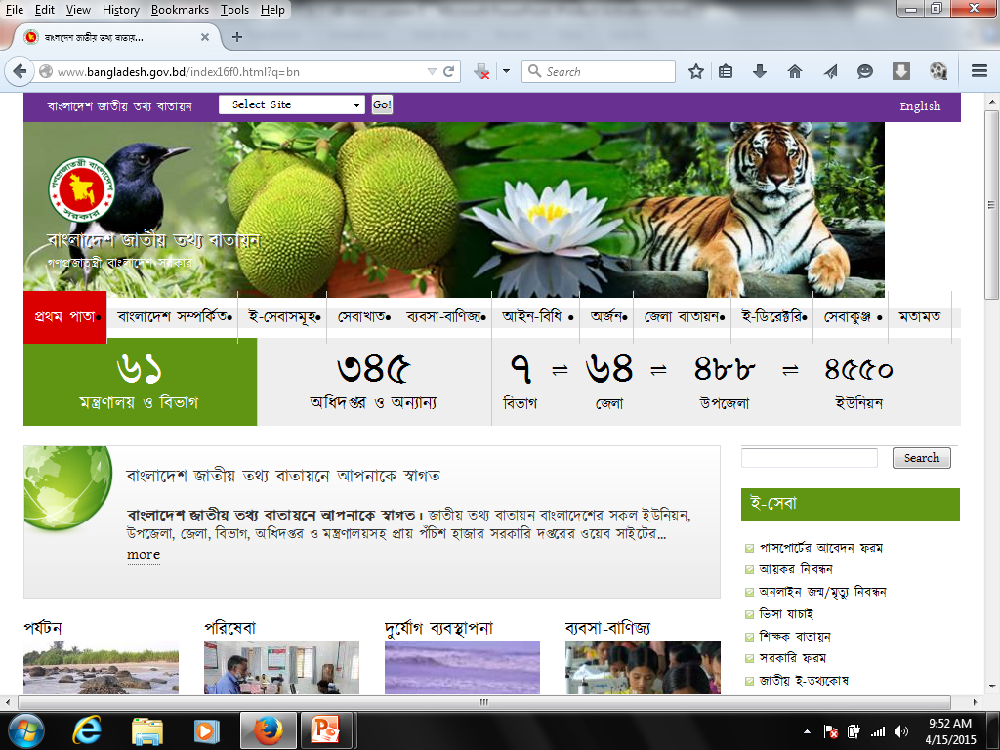 File Edit View History Bookmarks Tools Help
বাংলাদেশ জাতীয় তথ্য বাতায়...
www.bangladesh.gov.bd/index16f0.html?q=bn
Search
বাংলাদেশ জাতীয় তথ্য বাতায়ন Select Site Go! English
গণপ্রজাতন্ত্রী বাংলাদেশ সরকার
বাংলাদেশ জাতীয় তথ্য বাতায়ন
গণপ্রজাতন্ত্রী বাংলাদেশ সরকার
প্রথম পাতা বাংলাদেশ সম্পর্কিত ই-সেবাসমূহ সেবাখাত ব্যবসা-বাণিজ্য আইন-বিধি অর্জন জেলা বাতায়ন ই-ডিরেক্টরি সেবাকুঞ্জ মতামত
৬১ ৩৪৫ ৭ ⇌ ৬৪ ⇌ ৪৮৮ ⇌ ৪৫৫০
মন্ত্রণালয় ও বিভাগ অধিদপ্তর ও অন্যান্য বিভাগ জেলা উপজেলা ইউনিয়ন
বাংলাদেশ জাতীয় তথ্য বাতায়নে আপনাকে স্বাগত
বাংলাদেশ জাতীয় তথ্য বাতায়নে আপনাকে স্বাগত। জাতীয় তথ্য বাতায়ন বাংলাদেশের সকল ইউনিয়ন,
উপজেলা, জেলা, বিভাগ, অধিদপ্তর ও মন্ত্রণালয়সহ প্রায় পঁচিশ হাজার সরকারি দপ্তরের ওয়েব সাইটের...
more
পর্যটন পরিষেবা দুর্যোগ ব্যবস্থাপনা ব্যবসা-বাণিজ্য
Search
ই-সেবা
পাসপোর্টের আবেদন ফরম
আয়কর নিবন্ধন
অনলাইন জন্ম/মৃত্যু নিবন্ধন
ভিসা যাচাই
শিক্ষক বাতায়ন
সরকারি ফরম
জাতীয় ই-তথ্যকোষ
9:52 AM
4/15/2015